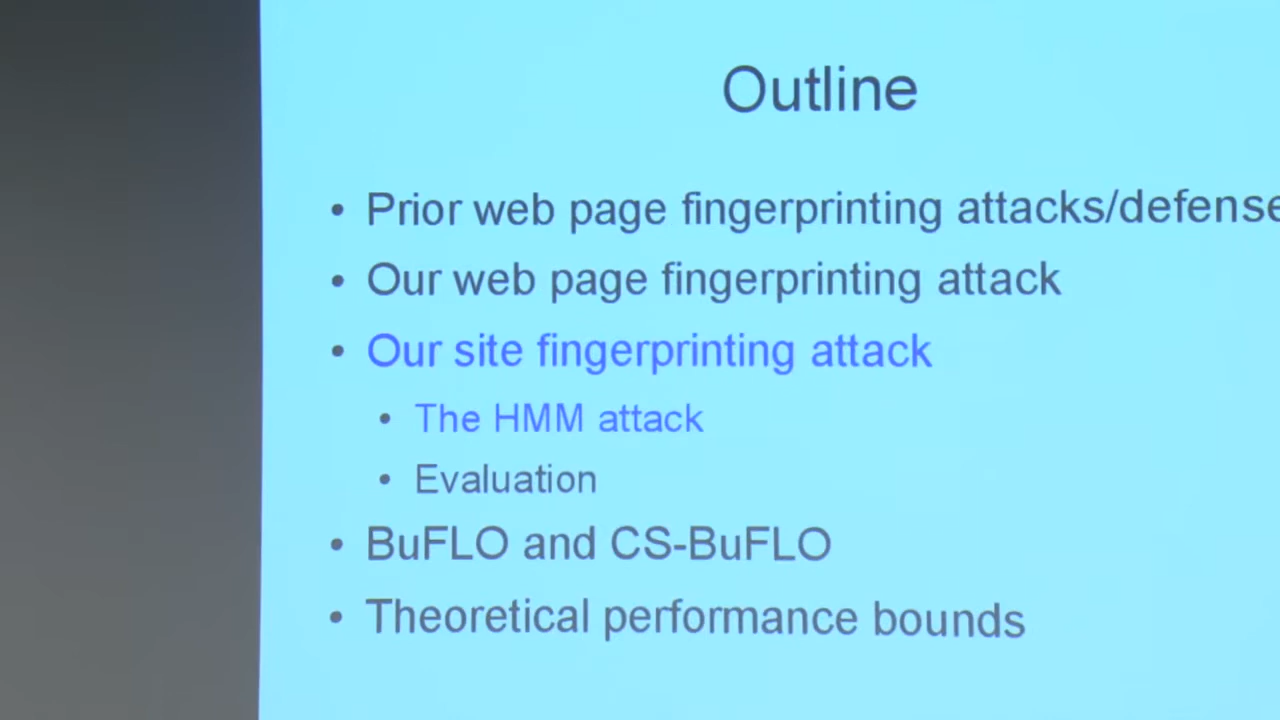 Outline
• Prior web page fingerprinting attacks/defense
• Our web page fingerprinting attack
• Our site fingerprinting attack
• The HMM attack
• Evaluation
• BuFLO and CS-BuFLO
• Theoretical performance bounds